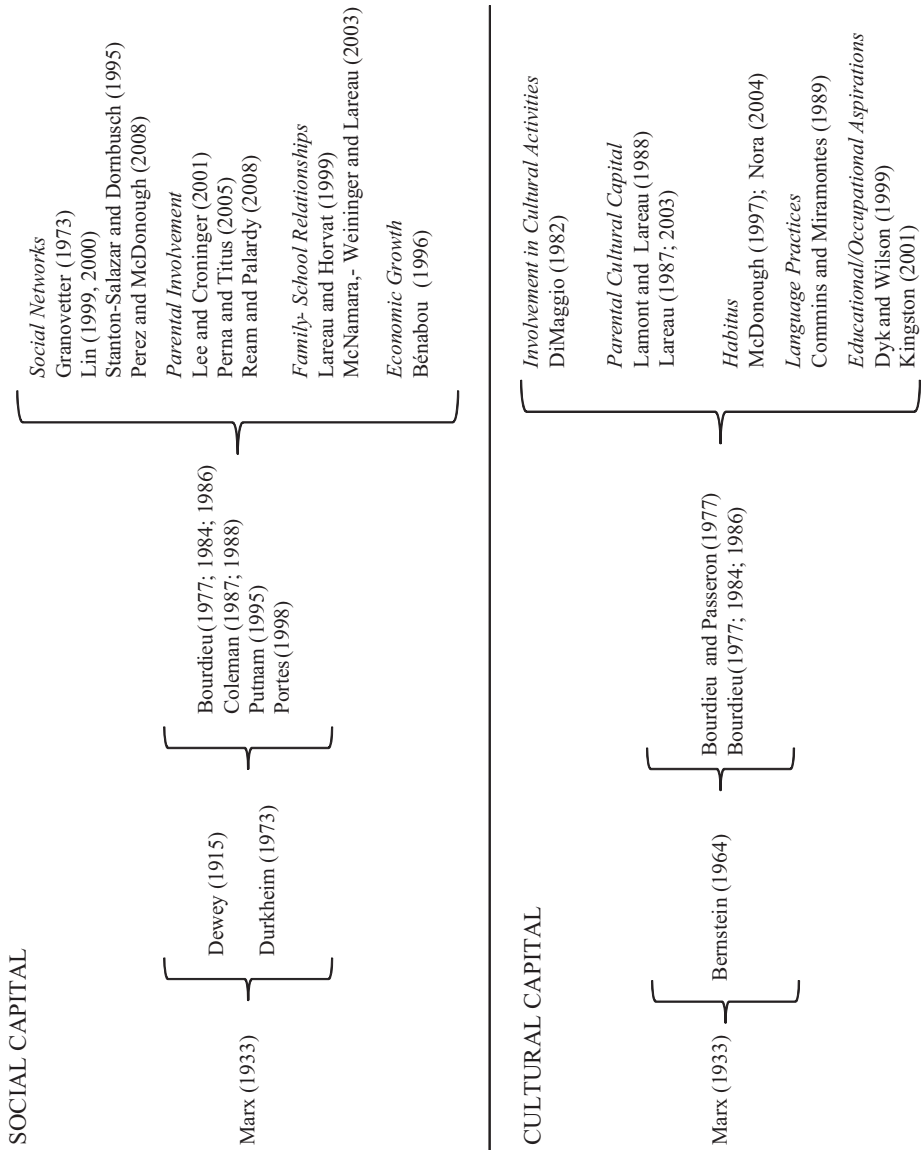 SOCIAL CAPITAL
Marx (1933)
Dewey (1915)
Durkheim (1973)
Bourdieu (1977; 1984; 1986)
Coleman (1987; 1988)
Putnam (1995)
Portes (1998)
Social Networks
Granovetter (1973)
Lin (1999, 2000)
Stanton-Salazar and Dornbusch (1995)
Perez and McDonough (2008)
Parental Involvement
Lee and Croninger (2001)
Perna and Titus (2005)
Ream and Palardy (2008)
Family- School Relationships
Lareau and Horvat (1999)
McNamara,- Weininger and Lareau (2003)
Economic Growth
Bénabou (1996)
CULTURAL CAPITAL
Marx (1933)
Bernstein (1964)
Bourdieu and Passeron (1977)
Bourdieu (1977; 1984; 1986)
Involvement in Cultural Activities
DiMaggio (1982)
Parental Cultural Capital
Lamont and Lareau (1988)
Lareau (1987; 2003)
Habitus
McDonough (1997); Nora (2004)
Language Practices
Commins and Miramontes (1989)
Educational/Occupational Aspirations
Dyk and Wilson (1999)
Kingston (2001)